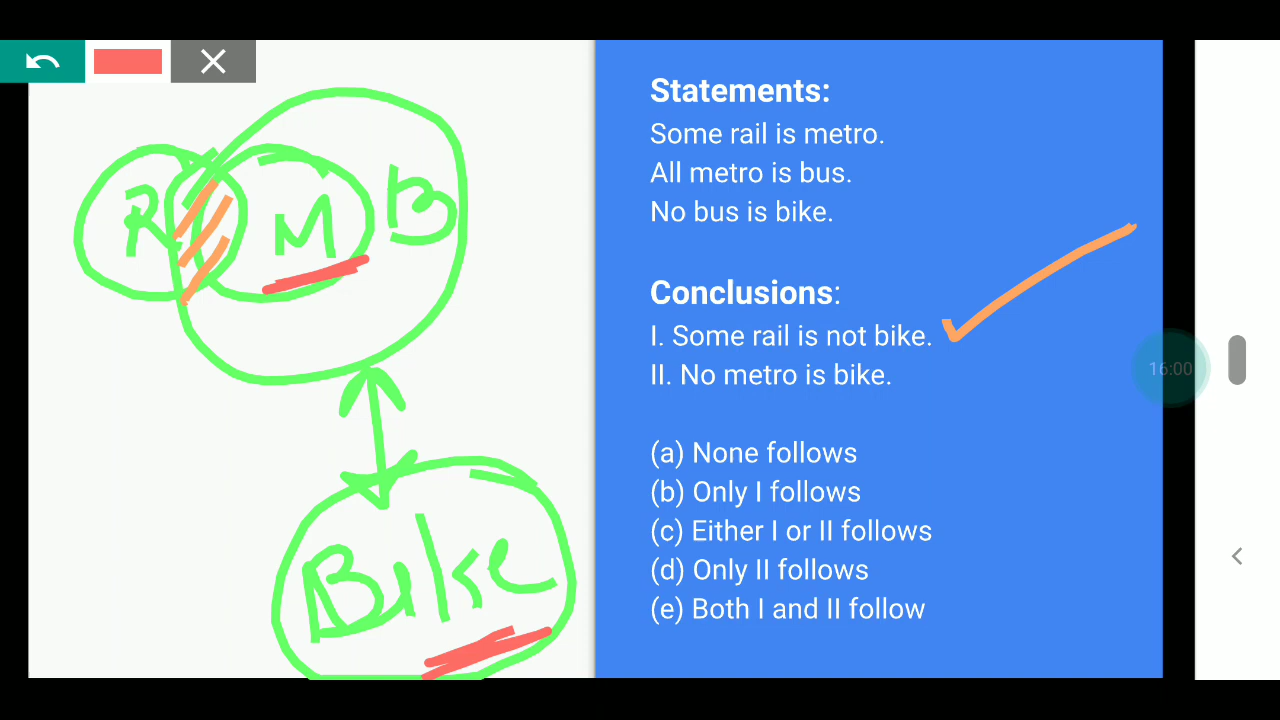 R M B
Bike
Statements:
Some rail is metro.
All metro is bus.
No bus is bike.
Conclusions:
I. Some rail is not bike.
II. No metro is bike.
16:00
(a) None follows
(b) Only I follows
(c) Either I or II follows
(d) Only II follows
(e) Both I and II follow